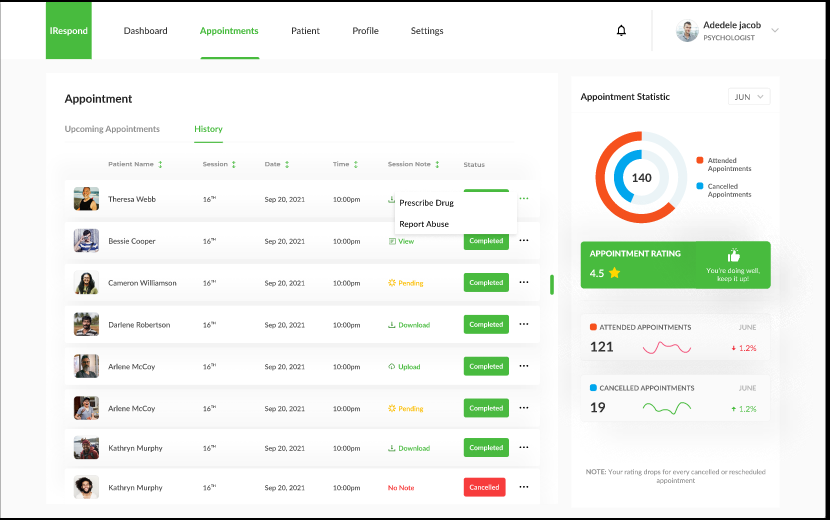 IRespond
Dashboard
Appointments
Patient
Profile
Settings
Adedele jacob
PSYCHOLOGIST
Appointment
Upcoming Appointments
History
Patient Name
Session
Date
Time
Session Note
Status
Theresa Webb
16TH
Sep 20, 2021
10:00pm
Prescribe Drug
Report Abuse
Bessie Cooper
16TH
Sep 20, 2021
10:00pm
View
Completed
Cameron Williamson
16TH
Sep 20, 2021
10:00pm
Pending
Completed
Darlene Robertson
16TH
Sep 20, 2021
10:00pm
Download
Completed
Arlene McCoy
16TH
Sep 20, 2021
10:00pm
Upload
Completed
Arlene McCoy
16TH
Sep 20, 2021
10:00pm
Pending
Completed
Kathryn Murphy
16TH
Sep 20, 2021
10:00pm
Download
Completed
Kathryn Murphy
16TH
Sep 20, 2021
10:00pm
No Note
Cancelled
Appointment Statistic
JUN
140
Attended
Appointments
Cancelled
Appointments
APPOINTMENT RATING
4.5
You're doing well,
keep it up!
ATTENDED APPOINTMENTS
JUNE
121
1.2%
CANCELLED APPOINTMENTS
JUNE
19
1.2%
NOTE: Your rating drops for every cancelled or rescheduled
appointment